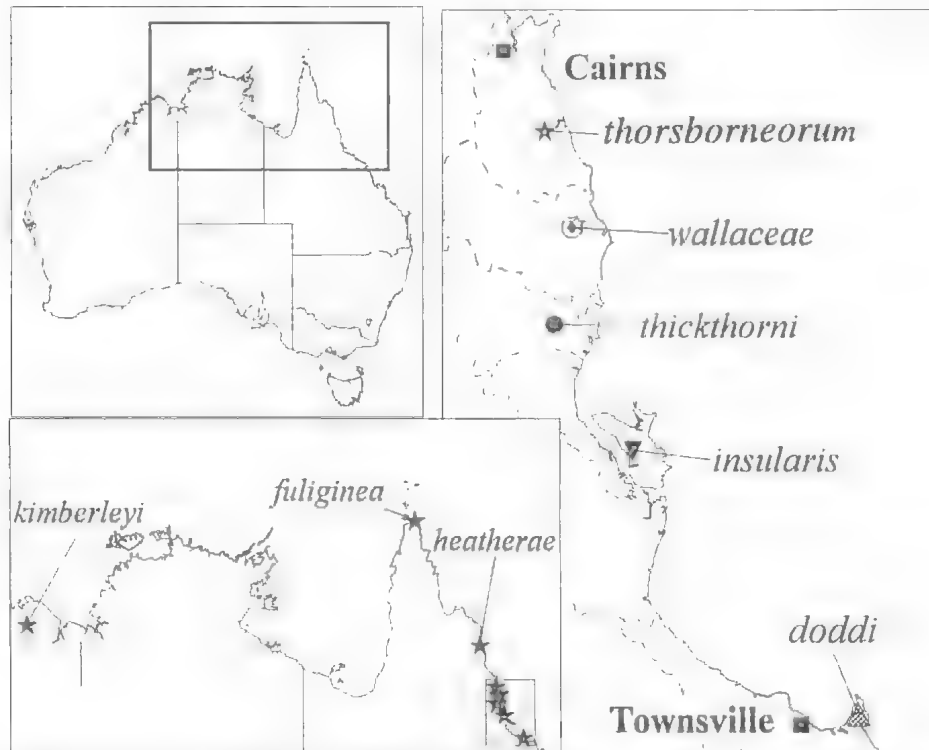 Cairns
thorsborneorum
wallaceae
thickthorni
insularis
doddi
Townsville
fuliginea
kimberleyi
heatherae